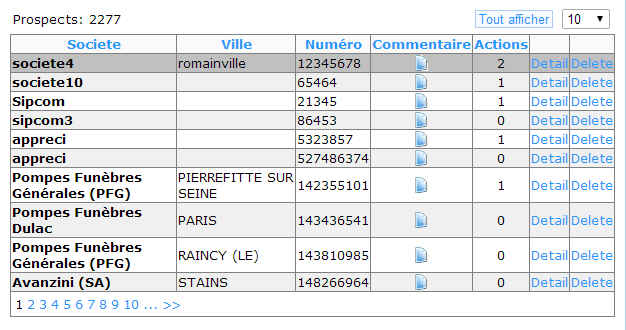 Prospects: 2277 Tout afficher 10
Societe Ville Numéro Commentaire Actions
societe4 romainville 12345678 2 Detail Delete
societe10 65464 1 Detail Delete
Sipcom 21345 1 Detail Delete
sipcom3 86453 0 Detail Delete
appreci 5323857 1 Detail Delete
appreci 527486374 0 Detail Delete
Pompes Funèbres PIERREFITTE SUR
Générales (PFG) SEINE 142355101 1 Detail Delete
Pompes Funèbres
Dulac PARIS 143436541 0 Detail Delete
Pompes Funèbres
Générales (PFG) RAINCY (LE) 143810985 0 Detail Delete
Avanzini (SA) STAINS 148266964 0 Detail Delete
1 2 3 4 5 6 7 8 9 10 ... >>